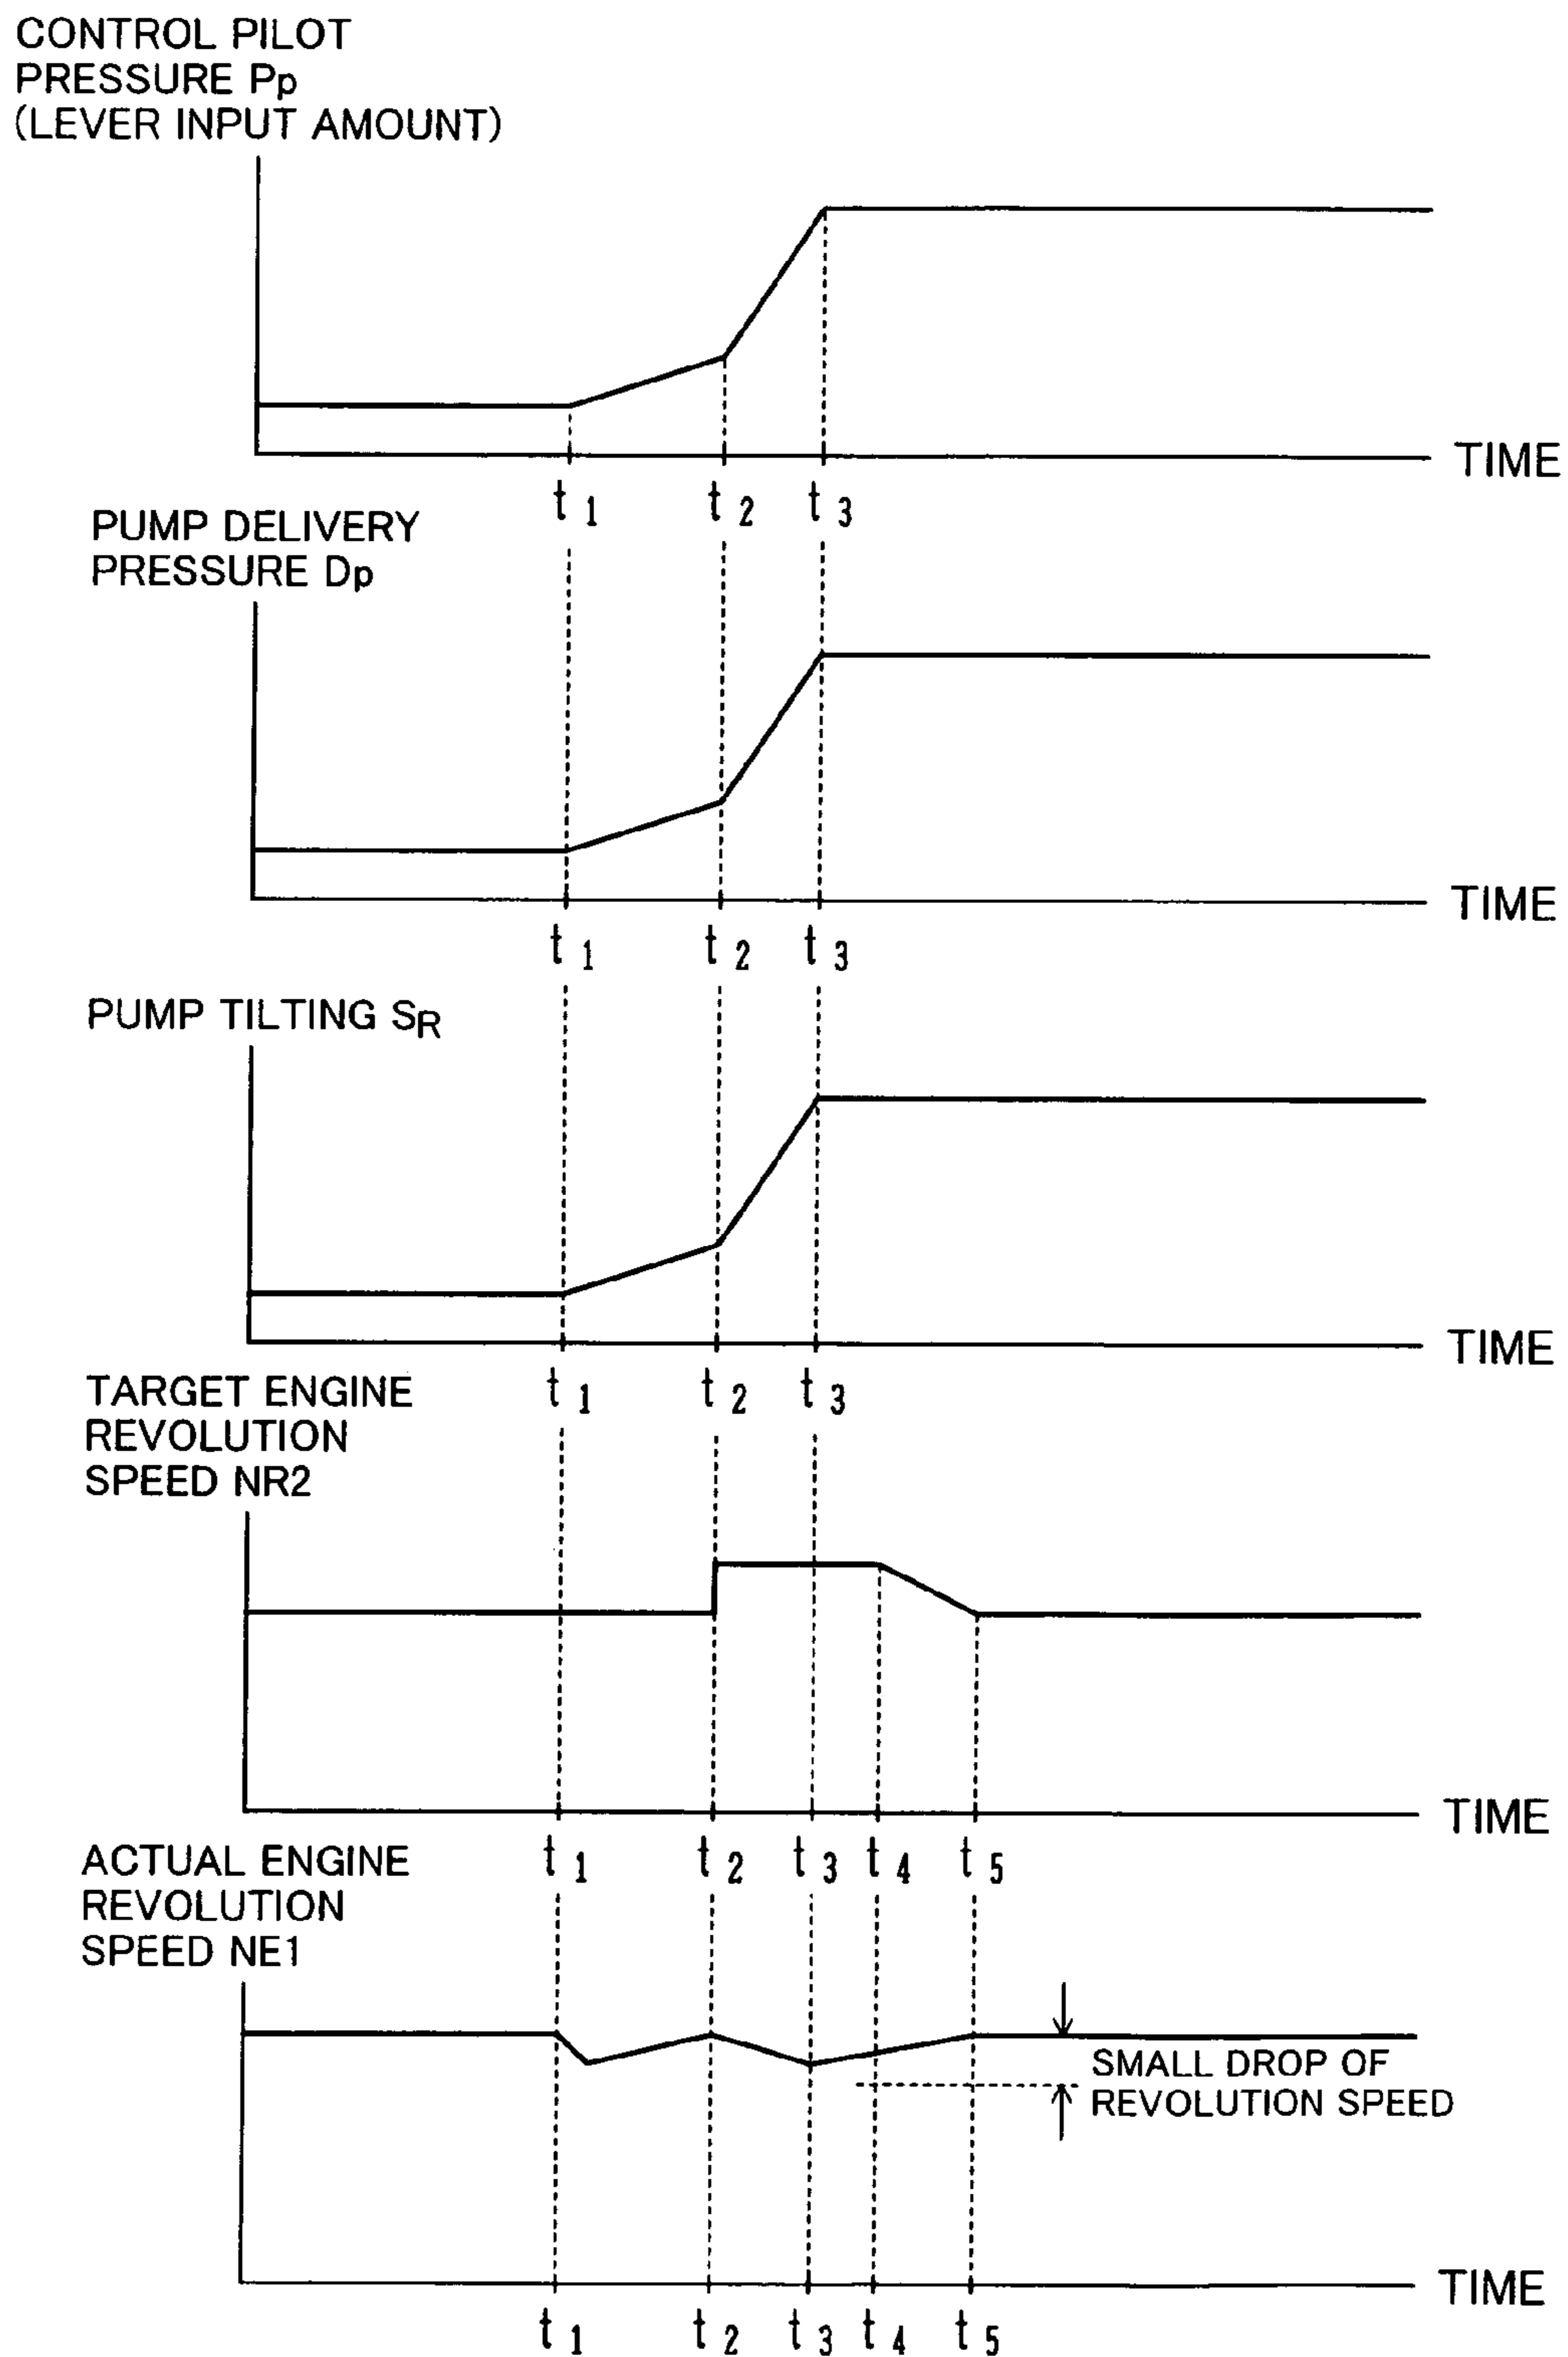 CONTROL PILOT
PRESSURE Pp
(LEVER INPUT AMOUNT)
TIME
t1 t2 t3
PUMP DELIVERY
PRESSURE Dp
TIME
t1 t2 t3
PUMP TILTING SR
TIME
t1 t2 t3
TARGET ENGINE
REVOLUTION
SPEED NR2
TIME
t1 t2 t3 t4 t5
ACTUAL ENGINE
REVOLUTION
SPEED NE1
SMALL DROP OF
REVOLUTION SPEED
TIME
t1 t2 t3 t4 t5